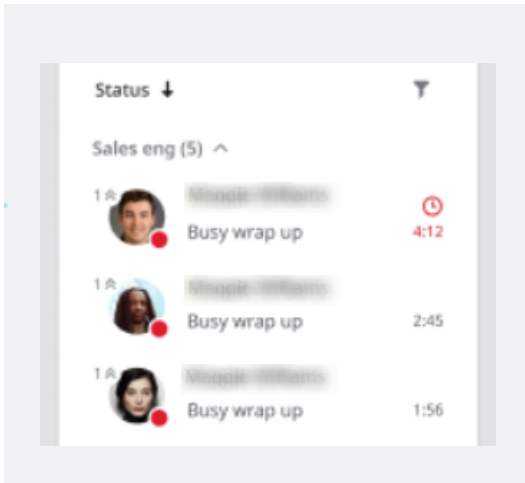 Status
Sales eng (5)
1
Busy wrap up
4:12
1
Busy wrap up
2:45
1
Busy wrap up
1:56